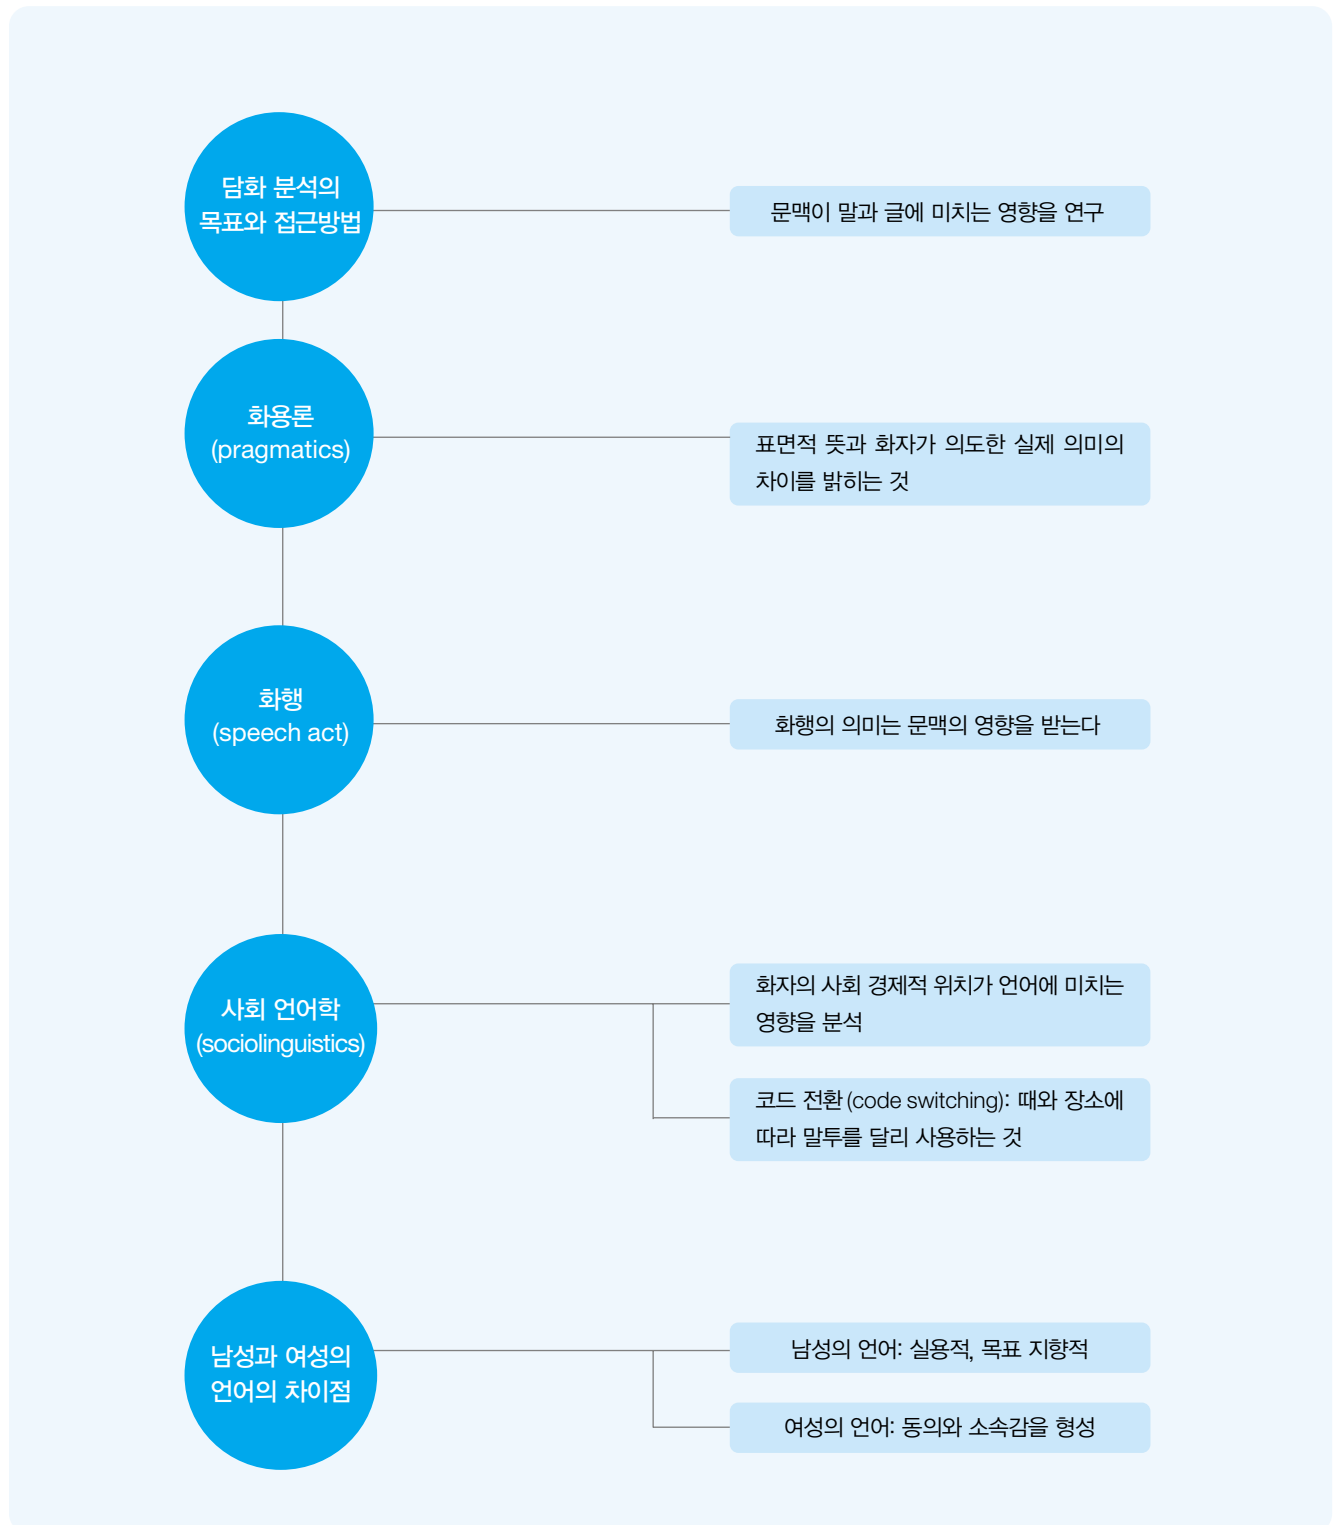 담화 분석의
목표와 접근방법
문맥이 말과 글에 미치는 영향을 연구
화용론
(pragmatics)
표면적 뜻과 화자가 의도한 실제 의미의
차이를 밝히는 것
화행
(speech act)
화행의 의미는 문맥의 영향을 받는다
사회 언어학
(sociolinguistics)
화자의 사회 경제적 위치가 언어에 미치는
영향을 분석
코드 전환(code switching): 때와 장소에
따라 말투를 달리 사용하는 것
남성과 여성의
언어의 차이점
남성의 언어: 실용적, 목표 지향적
여성의 언어: 동의와 소속감을 형성